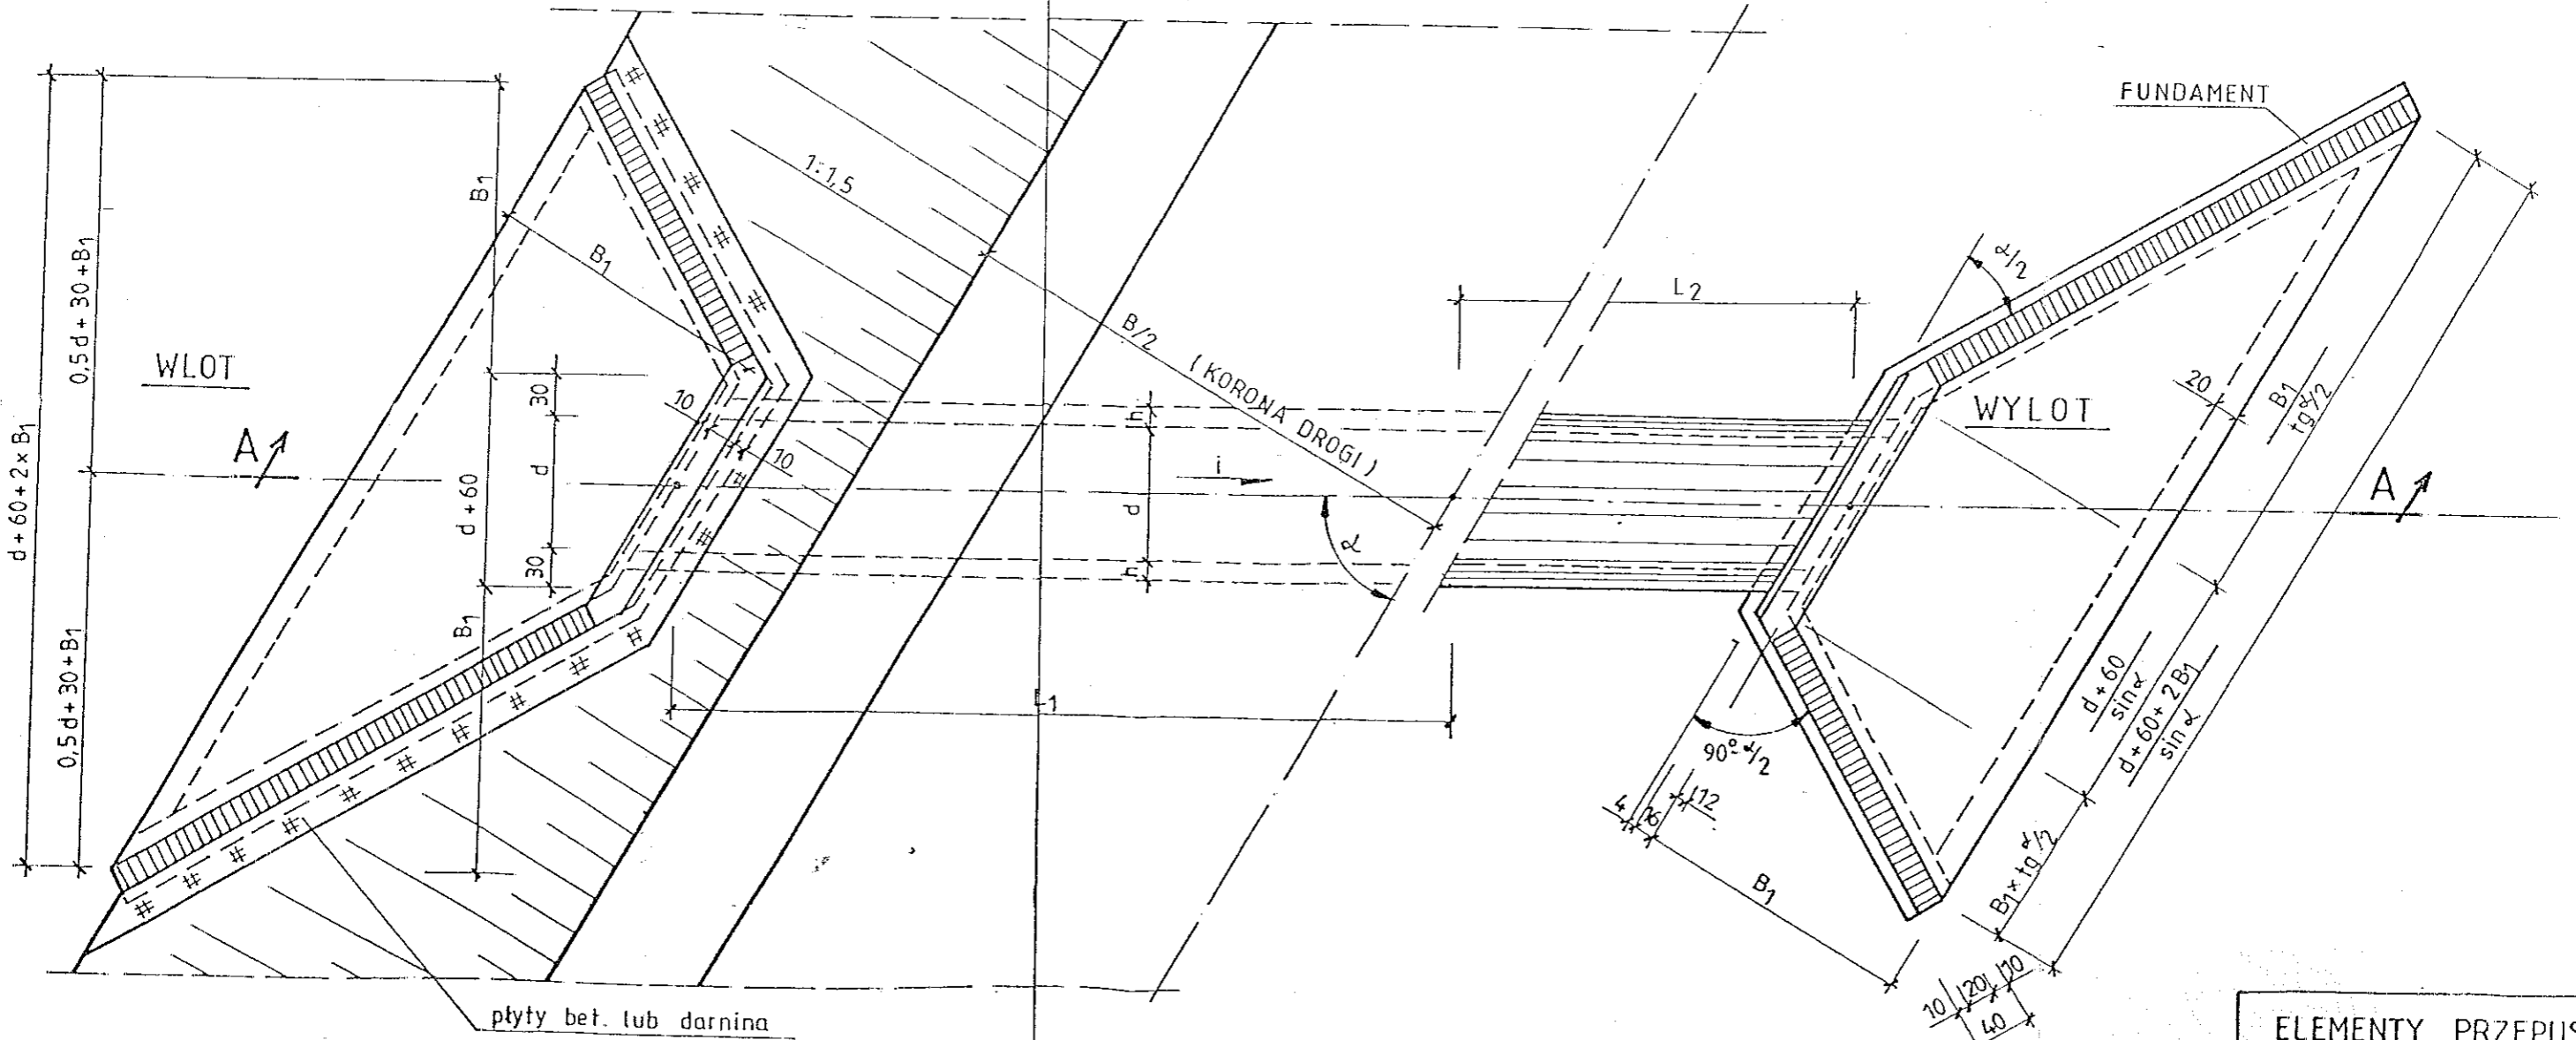 FUNDAMENT
1:1,5
B₁
B₁
α/2
0,5 d + 30 + B₁
L₂
B/2 (KORONA DROGI)
WLOT
30
h
20
B₁
tg α/2
10
WYLOT
d + 60 + 2 × B₁
A
d
10
i
A
d + 60
d
α
30
h
B₁
0,5 d + 30 + B₁
d + 60
sin α
L₁
d + 60 + 2 B₁
sin α
90°-α/2
4
16
12
B₁ × tg α/2
B₁
10
20
10
40
płyty bet. lub darnina
ELEMENTY PRZEPUS